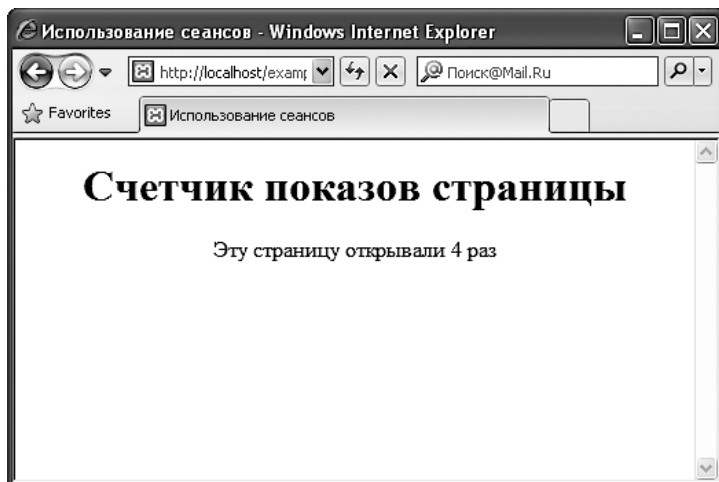 Использование сеансов - Windows Internet Explorer
http://localhost/examp Поиск@Mail.Ru
Favorites Использование сеансов
Счетчик показов страницы
Эту страницу открывали 4 раз